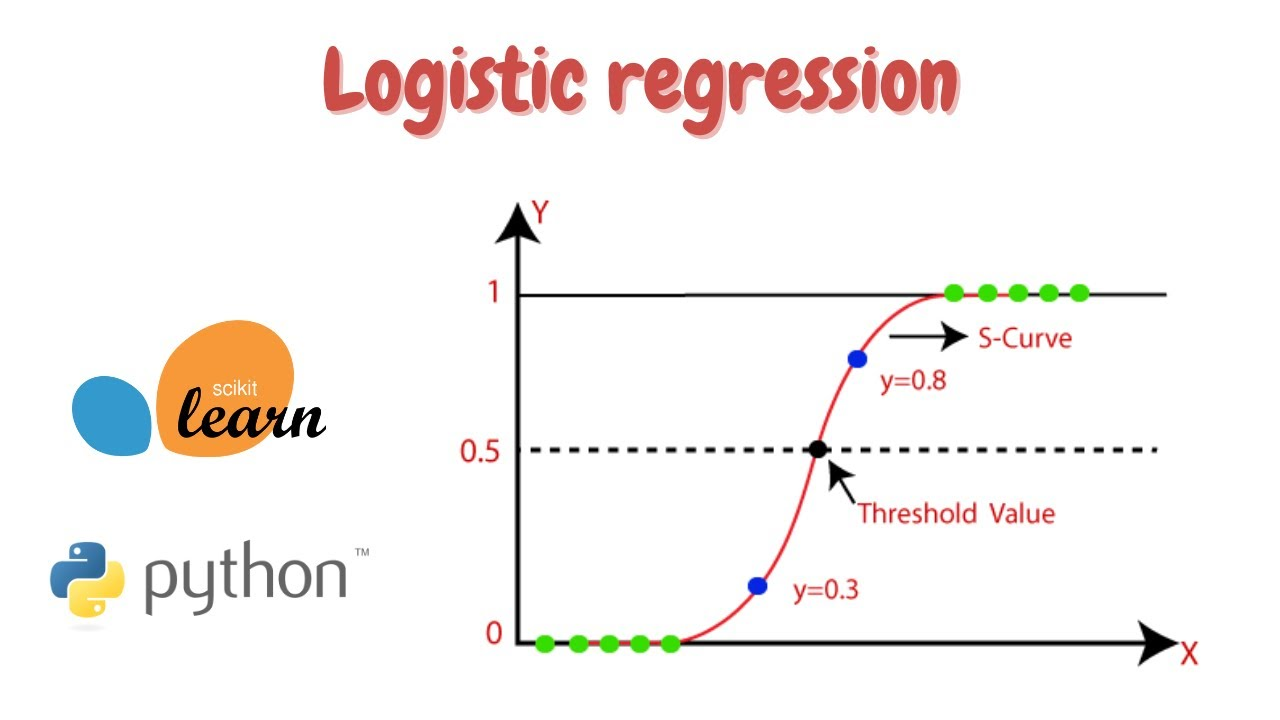 Logistic regression
Y
1
S-Curve
y=0.8
scikit
learn
0.5
Threshold Value
python™
y=0.3
0
X